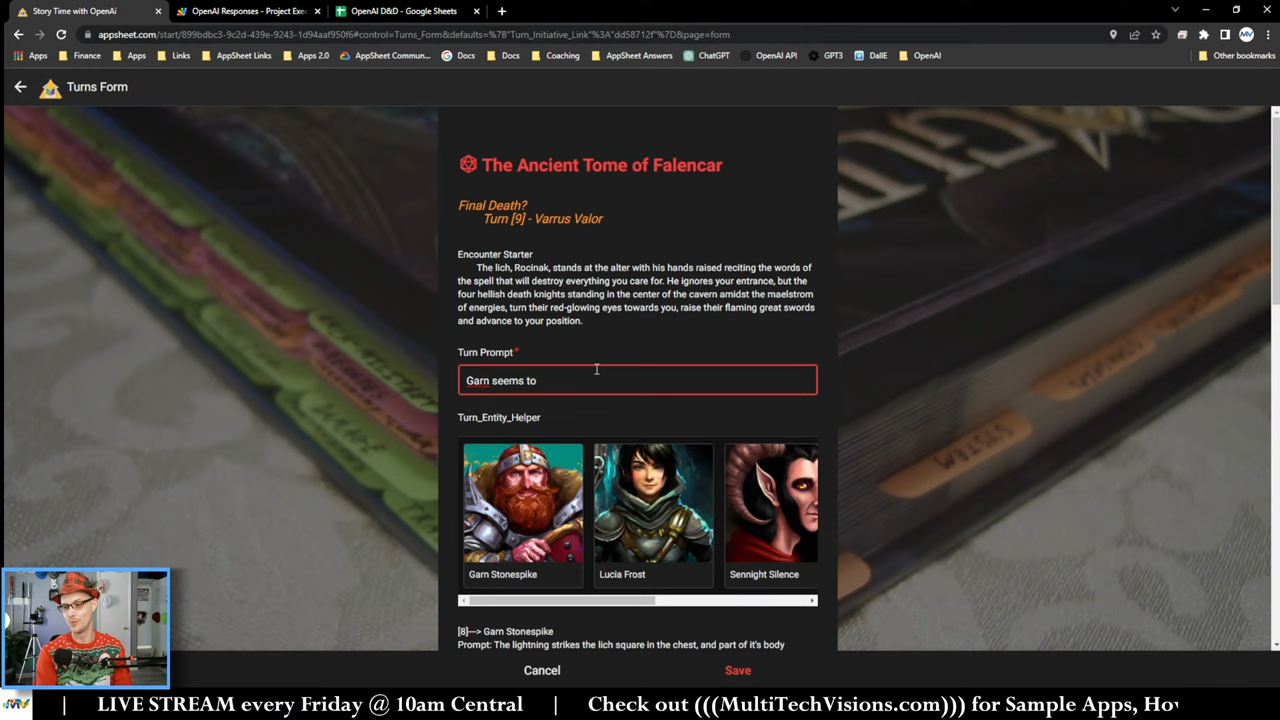 Story Time with OpenAi
OpenAI Responses - Project Exec
OpenAI D&D - Google Sheets
appsheet.com/start/899bdbc3-9c2d-439e-9243-1d94aaf950f6#control=Turns_Form&defaults=%7B"Turn_Initiative_Link"%3A"dd58712f"%7D&page=form
Apps
Finance
Apps
Links
AppSheet Links
Apps 2.0
AppSheet Commun...
Docs
Docs
Coaching
AppSheet Answers
ChatGPT
OpenAI API
GPT3
DallE
OpenAI
Other bookmarks
Turns Form
The Ancient Tome of Falencar
Final Death?
Turn [9] - Varrus Valor
Encounter Starter
The lich, Rocinak, stands at the alter with his hands raised reciting the words of
the spell that will destroy everything you care for. He ignores your entrance, but the
four hellish death knights standing in the center of the cavern amidst the maelstrom
of energies, turn their red-glowing eyes towards you, raise their flaming great swords
and advance to your position.
Turn Prompt*
Garn seems to
Turn_Entity_Helper
Garn Stonespike
Lucia Frost
Sennight Silence
[8]—> Garn Stonespike
Prompt: The lightning strikes the lich square in the chest, and part of it's body
Cancel
Save
SYSTEM
MV | LIVE STREAM every Friday @ 10am Central | Check out (((MultiTechVisions.com))) for Sample Apps, Ho